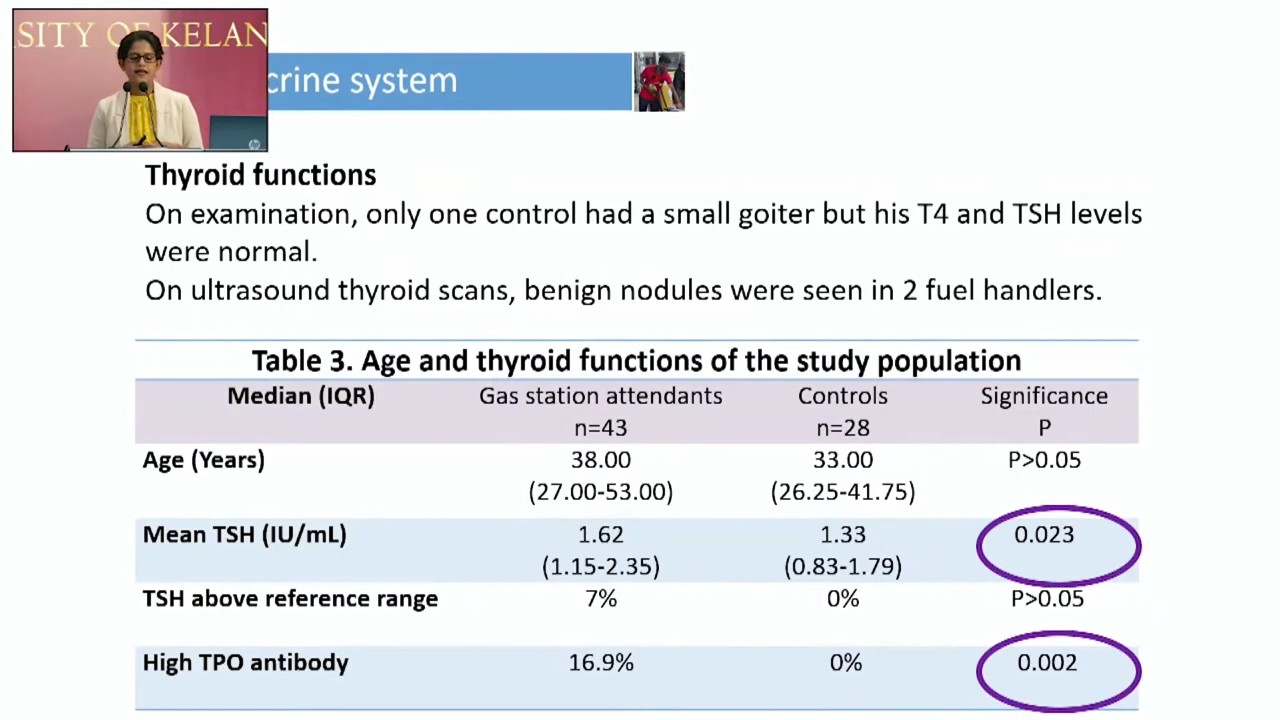 SITY OF KELAN
crine system
Thyroid functions
On examination, only one control had a small goiter but his T4 and TSH levels
were normal.
On ultrasound thyroid scans, benign nodules were seen in 2 fuel handlers.
Table 3. Age and thyroid functions of the study population
Median (IQR) Gas station attendants Controls Significance
n=43 n=28 P
Age (Years) 38.00 33.00 P>0.05
(27.00-53.00) (26.25-41.75)
Mean TSH (IU/mL) 1.62 1.33 0.023
(1.15-2.35) (0.83-1.79)
TSH above reference range 7% 0% P>0.05
High TPO antibody 16.9% 0% 0.002